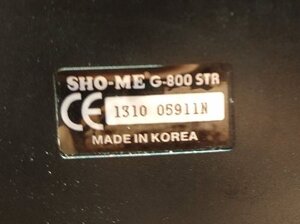 SHO-ME G-800 STR
CE 1310 05911N
MADE IN KOREA